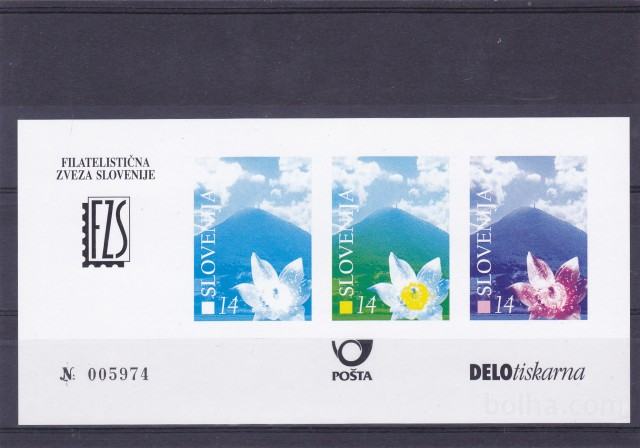 FILATELISTIČNA
ZVEZA SLOVENIJE
FZS
SLOVENIJA
14
SLOVENIJA
14
SLOVENIJA
14
№ 005974
POŠTA
DELOtiskarna
bolha.com